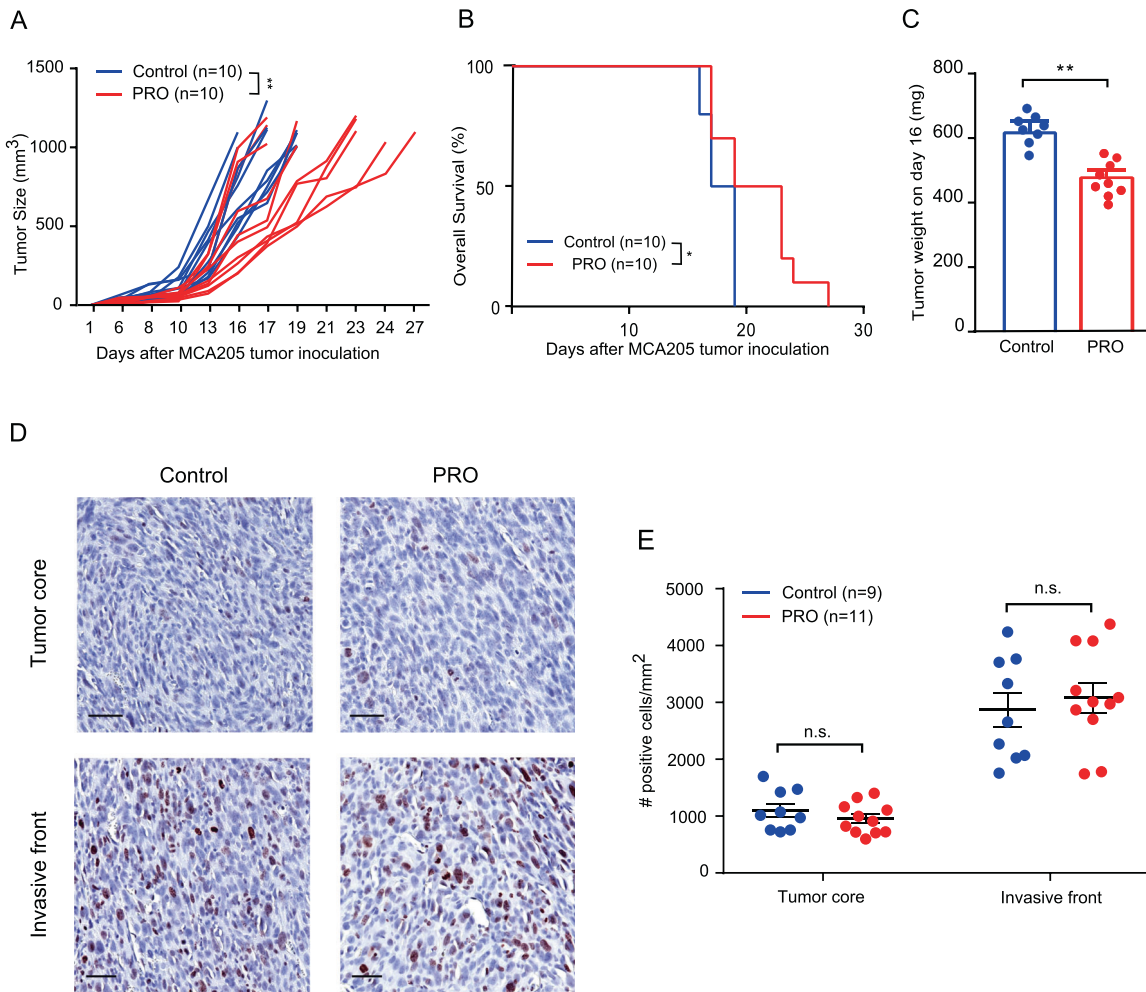 A
1500
1000
500
0
Tumor Size (mm3)
Control (n=10)
PRO (n=10)
**
1 6 8 10 13 16 17 19 21 23 24 27
Days after MCA205 tumor inoculation
B
100
50
0
Overall Survival (%)
Control (n=10)
PRO (n=10)
*
10 20 30
Days after MCA205 tumor inoculation
C
800
600
400
200
0
Tumor weight on day 16 (mg)
**
Control PRO
D
Control PRO
Tumor core
Invasive front
E
5000
4000
3000
2000
1000
0
# positive cells/mm2
Control (n=9)
PRO (n=11)
n.s.
n.s.
Tumor core Invasive front